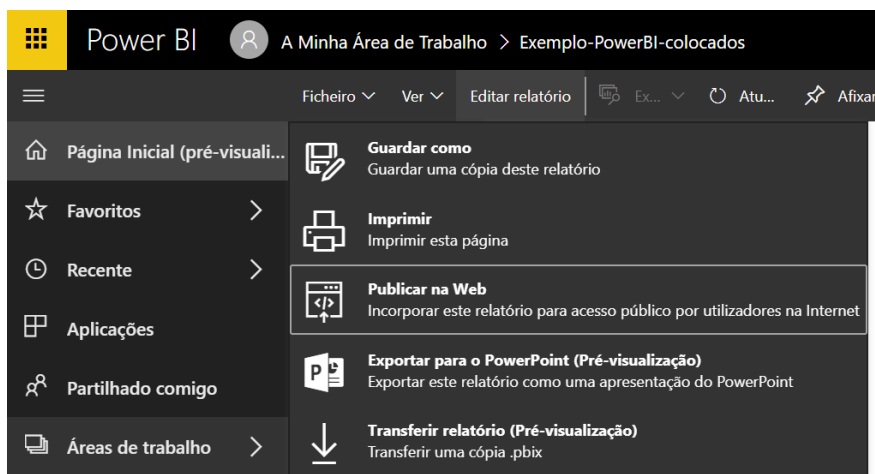 Power BI A Minha Área de Trabalho > Exemplo-PowerBI-colocados
Ficheiro Ver Editar relatório Ex... Atu... Afixar
Página Inicial (pré-visuali...
Favoritos
Recente
Aplicações
Partilhado comigo
Áreas de trabalho
Guardar como
Guardar uma cópia deste relatório
Imprimir
Imprimir esta página
Publicar na Web
Incorporar este relatório para acesso público por utilizadores na Internet
Exportar para o PowerPoint (Pré-visualização)
Exportar este relatório como uma apresentação do PowerPoint
Transferir relatório (Pré-visualização)
Transferir uma cópia .pbix